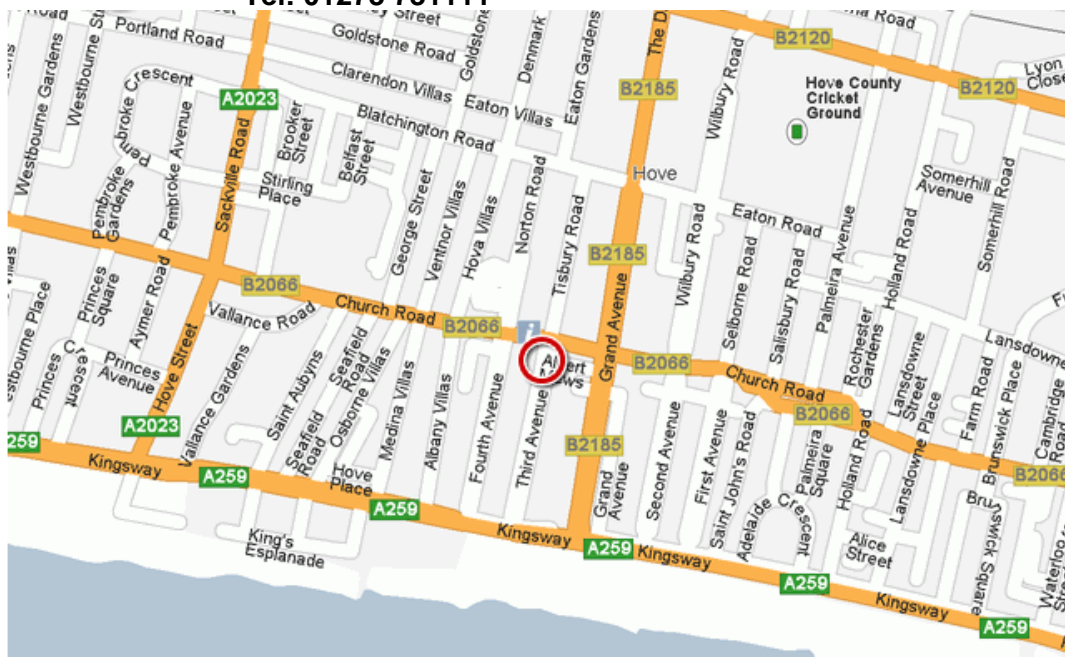 Portland Road
Goldstone Road
Clarendon Villas
Blatchington Road
Eaton Villas
Eaton Gardens
Wilbury Road
B2120
B2185
Hove County
Cricket
Ground
B2120
Lyon
Close
Westbourne Gardens
Pembroke Crescent
A2023
Brooker
Street
Belfast
Street
Stirling
Place
Sackville Road
Pembroke Avenue
Pembroke
Gardens
George Street
Ventnor Villas
Hova Villas
Norton Road
Tisbury Road
Hove
B2185
Wilbury Road
Eaton Road
Selborne Road
Salisbury Road
Palmeira Avenue
Holland Road
Somerhill
Avenue
Somerhill Road
B2066
Church Road
B2066
i
Grand Avenue
B2066
Church Road
B2066
Rochester
Gardens
Lansdowne
Street
Lansdowne Place
Lansdowne
Farm Road
Brunswick Place
Cambridge
Road
B2066
Princes
Square
Aymer Road
Princes
Avenue
Princes
Crescent
Hove Street
A2023
Vallance Road
Vallance Gardens
Saint Aubyns
Seafield
Road
Seafield
Road
Osborne Villas
Hove
Place
Medina Villas
Albany Villas
Fourth Avenue
Third Avenue
Albert
Mews
B2185
Grand
Avenue
Second Avenue
First Avenue
Saint John's Road
Adelaide
Crescent
Palmeira
Square
Holland Road
Alice
Street
Brunswick Square
Kingsway
A259
A259
Kingsway
A259
Kingsway
A259
Kingsway
A259
King's
Esplanade